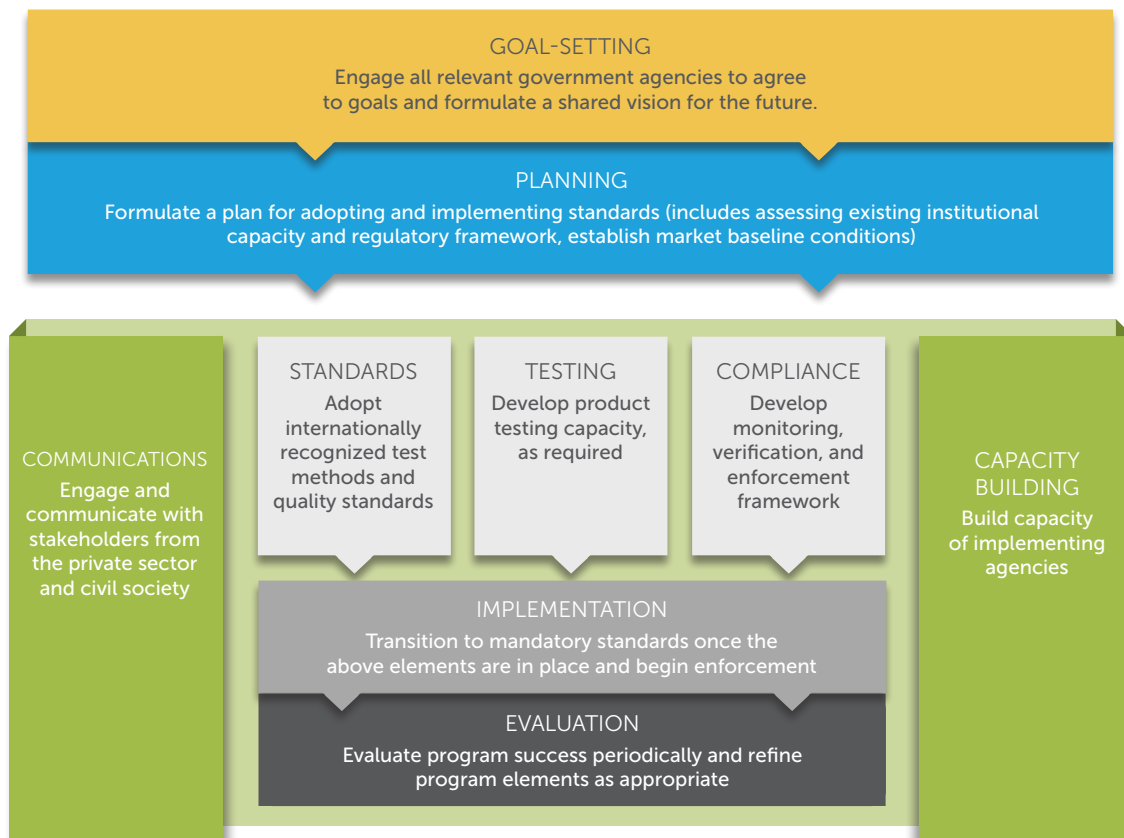 GOAL-SETTING
Engage all relevant government agencies to agree
to goals and formulate a shared vision for the future.
PLANNING
Formulate a plan for adopting and implementing standards (includes assessing existing institutional
capacity and regulatory framework, establish market baseline conditions)
COMMUNICATIONS
Engage and
communicate with
stakeholders from
the private sector
and civil society
STANDARDS
Adopt
internationally
recognized test
methods and
quality standards
TESTING
Develop product
testing capacity,
as required
COMPLIANCE
Develop
monitoring,
verification, and
enforcement
framework
CAPACITY
BUILDING
Build capacity
of implementing
agencies
IMPLEMENTATION
Transition to mandatory standards once the
above elements are in place and begin enforcement
EVALUATION
Evaluate program success periodically and refine
program elements as appropriate